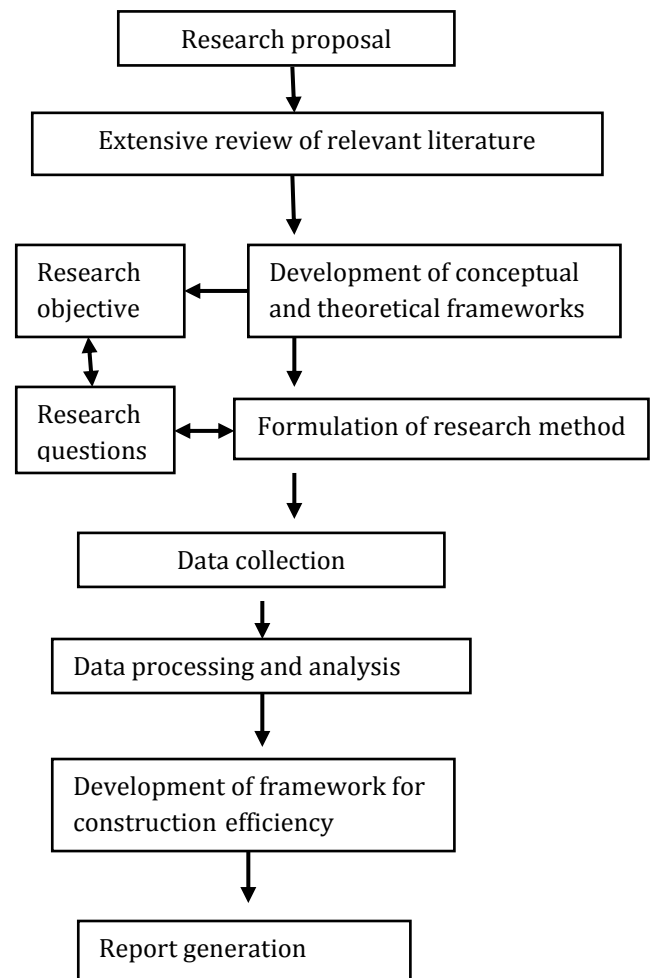 Research proposal
Extensive review of relevant literature
Research
objective
Development of conceptual
and theoretical frameworks
Research
questions
Formulation of research method
Data collection
Data processing and analysis
Development of framework for
construction efficiency
Report generation